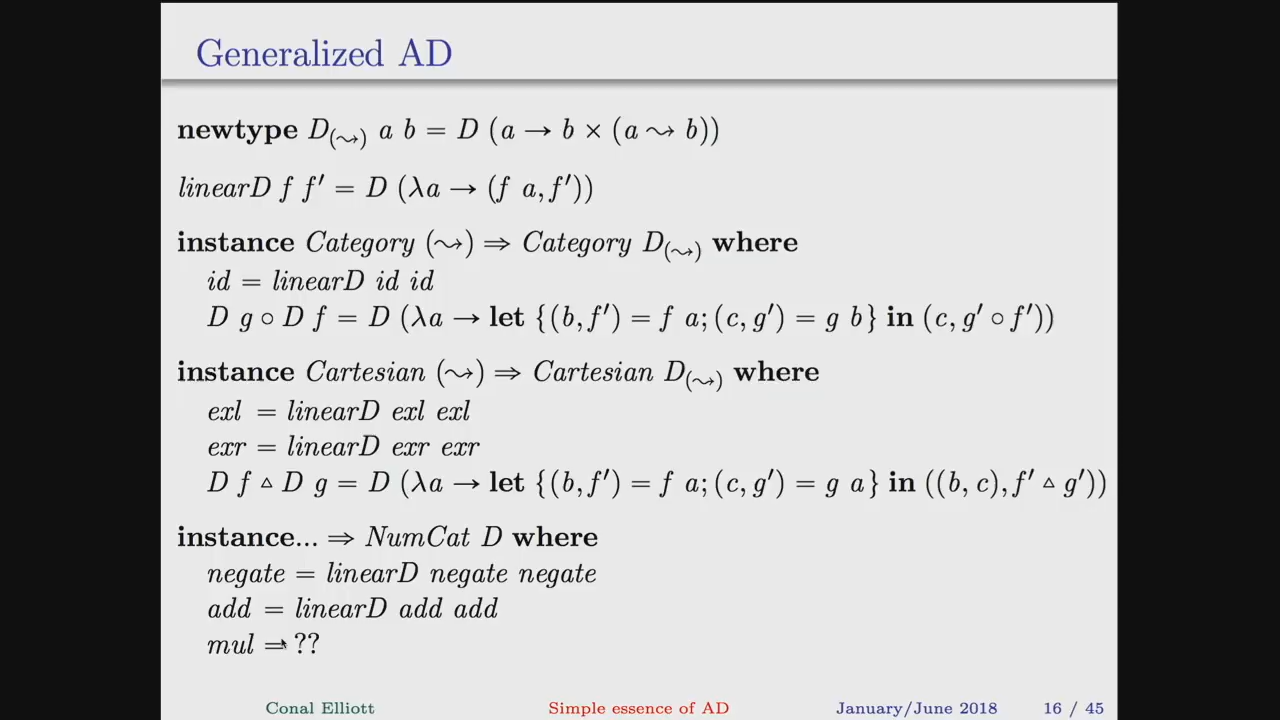 Generalized AD
newtype D₍⇝₎ a b = D (a → b × (a ⇝ b))
linearD f f′ = D (λa → (f a, f′))
instance Category (⇝) ⇒ Category D₍⇝₎ where
id = linearD id id
D g ∘ D f = D (λa → let {(b, f′) = f a; (c, g′) = g b} in (c, g′ ∘ f′))
instance Cartesian (⇝) ⇒ Cartesian D₍⇝₎ where
exl = linearD exl exl
exr = linearD exr exr
D f ▵ D g = D (λa → let {(b, f′) = f a; (c, g′) = g a} in ((b, c), f′ ▵ g′))
instance... ⇒ NumCat D where
negate = linearD negate negate
add = linearD add add
mul = ??
Conal Elliott Simple essence of AD January/June 2018 16 / 45